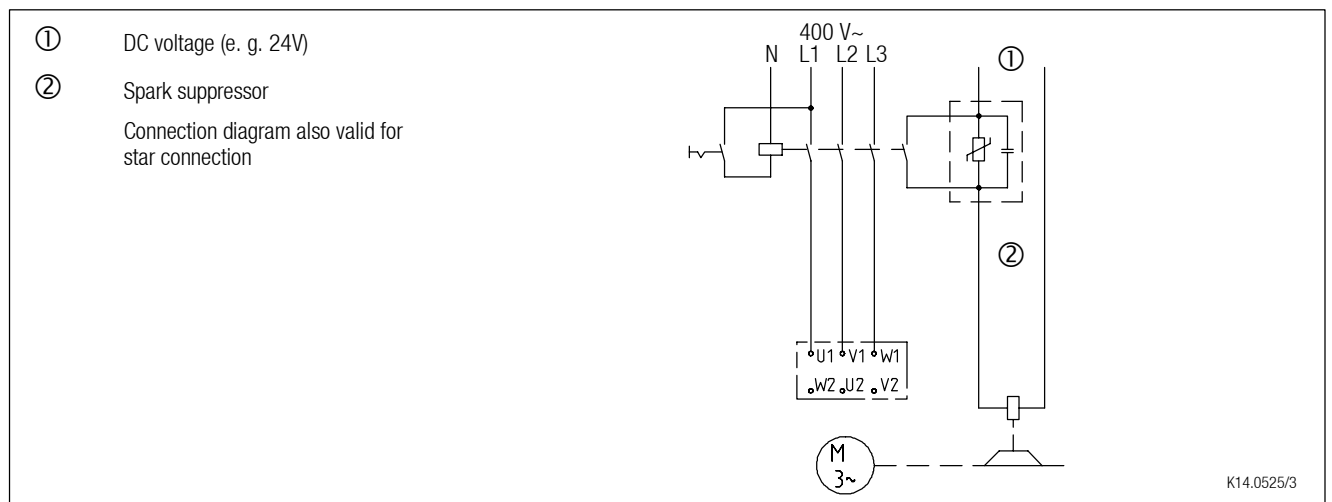 ① DC voltage (e. g. 24V)
② Spark suppressor
Connection diagram also valid for
star connection
400 V~
N L1 L2 L3
①
②
U1 V1 W1
W2 U2 V2
M
3~
K14.0525/3